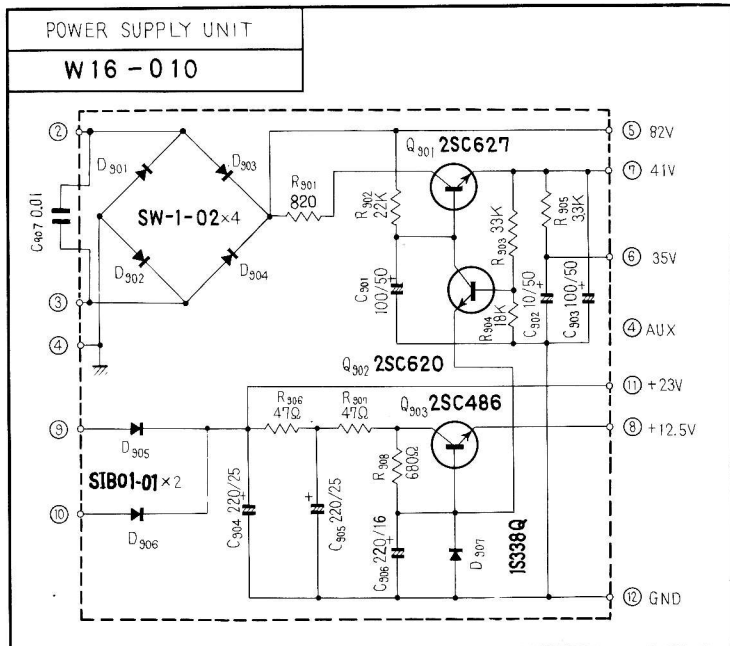 POWER SUPPLY UNIT
W16-010
② 
⑤ 82V
Q901 2SC627
D901
D903
⑦ 41V
R901
820
R902
22K
R903
33K
R905
33K
C907 0.01
SW-1-02×4
⑥ 35V
D902
D904
C901
100/50
+
R904
18K
C902
10/50
+
C903
100/50
+
③
④ AUX
④
Q902 2SC620
⑪ +23V
R906
47Ω
R907
47Ω
Q903 2SC486
⑨
⑧ +12.5V
D905
R908
680Ω
SIB01-01×2
⑩
D906
C904 220/25
+
C905 220/25
+
C906 220/16
+
D907
1S338Q
⑫ GND